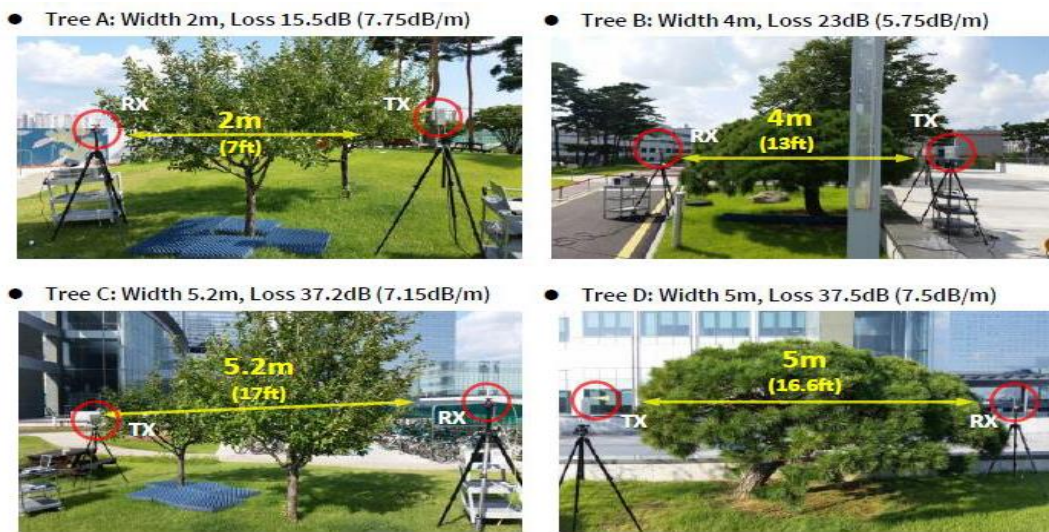 ● Tree A: Width 2m, Loss 15.5dB (7.75dB/m)
RX
TX
2m
(7ft)
● Tree B: Width 4m, Loss 23dB (5.75dB/m)
RX
TX
4m
(13ft)
● Tree C: Width 5.2m, Loss 37.2dB (7.15dB/m)
5.2m
(17ft)
TX
RX
● Tree D: Width 5m, Loss 37.5dB (7.5dB/m)
5m
(16.6ft)
TX
RX